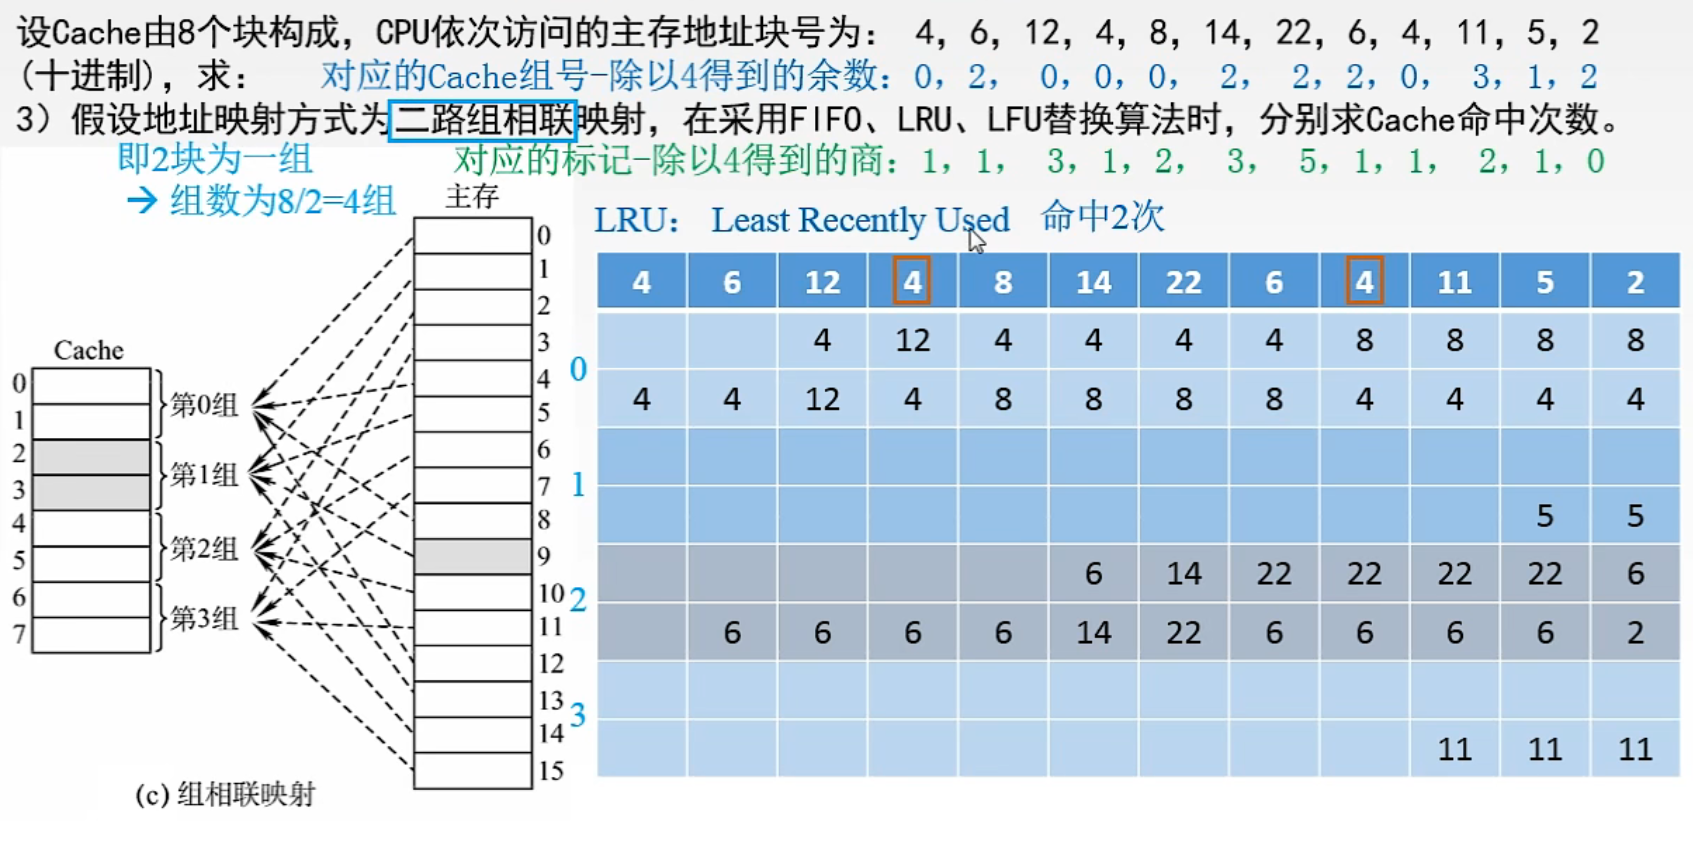 设Cache由8个块构成，CPU依次访问的主存地址块号为： 4，6，12，4，8，14，22，6，4，11，5，2
(十进制)，求： 对应的Cache组号-除以4得到的余数：0，2， 0，0，0， 2， 2，2，0， 3，1，2
3）假设地址映射方式为二路组相联映射，在采用FIFO、LRU、LFU替换算法时，分别求Cache命中次数。
即2块为一组 对应的标记-除以4得到的商：1，1， 3，1，2， 3， 5，1，1， 2，1，0
→ 组数为8/2=4组
主存
Cache
0
1
2
3
4
5
6
7
第0组
第1组
第2组
第3组
0
1
2
3
4
5
6
7
8
9
10
11
12
13
14
15
(c) 组相联映射
LRU： Least Recently Used 命中2次
4 6 12 4 8 14 22 6 4 11 5 2
4 12 4 4 4 4 8 8 8 8
0
4 4 12 4 8 8 8 8 4 4 4 4
1
5 5
6 14 22 22 22 22 6
2
6 6 6 6 14 22 6 6 6 6 2
3
11 11 11